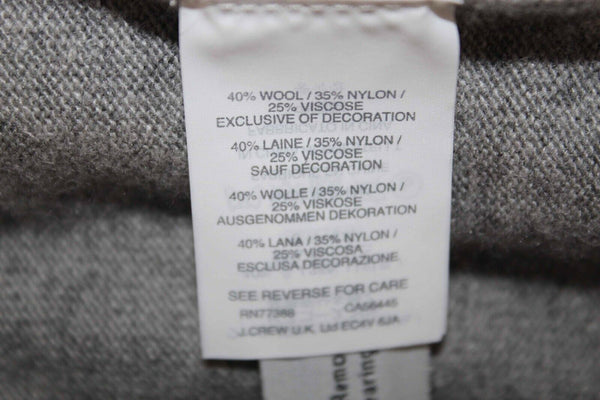 40% WOOL / 35% NYLON /
25% VISCOSE
EXCLUSIVE OF DECORATION
40% LAINE / 35% NYLON /
25% VISCOSE
SAUF DÉCORATION
40% WOLLE / 35% NYLON /
25% VISKOSE
AUSGENOMMEN DEKORATION
40% LANA / 35% NYLON /
25% VISCOSA
ESCLUSA DECORAZIONE
SEE REVERSE FOR CARE
RN77388 CA56445
J.CREW U.K. Ltd EC4V 6JA